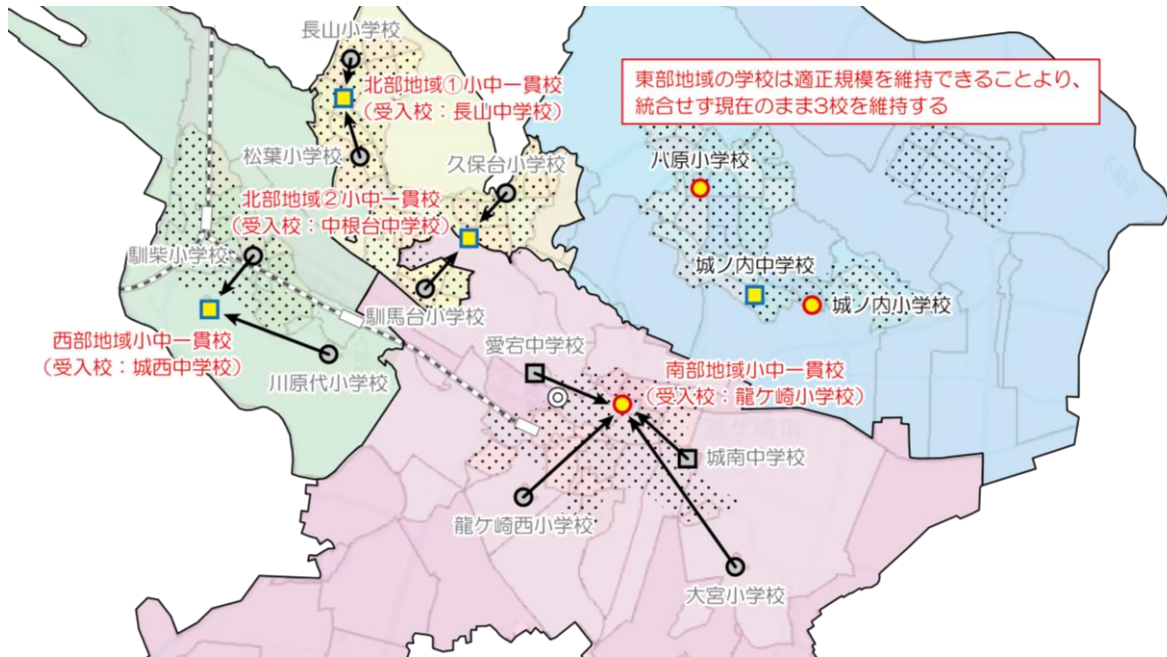 長山小学校
北部地域①小中一貫校
（受入校：長山中学校）
東部地域の学校は適正規模を維持できることより、
統合せず現在のまま3校を維持する
松葉小学校
久保台小学校
八原小学校
北部地域②小中一貫校
（受入校：中根台中学校）
馴柴小学校
城ノ内中学校
城ノ内小学校
馴馬台小学校
西部地域小中一貫校
（受入校：城西中学校）
川原代小学校
愛宕中学校
南部地域小中一貫校
（受入校：龍ケ崎小学校）
龍ケ崎市
城南中学校
龍ケ崎西小学校
大宮小学校